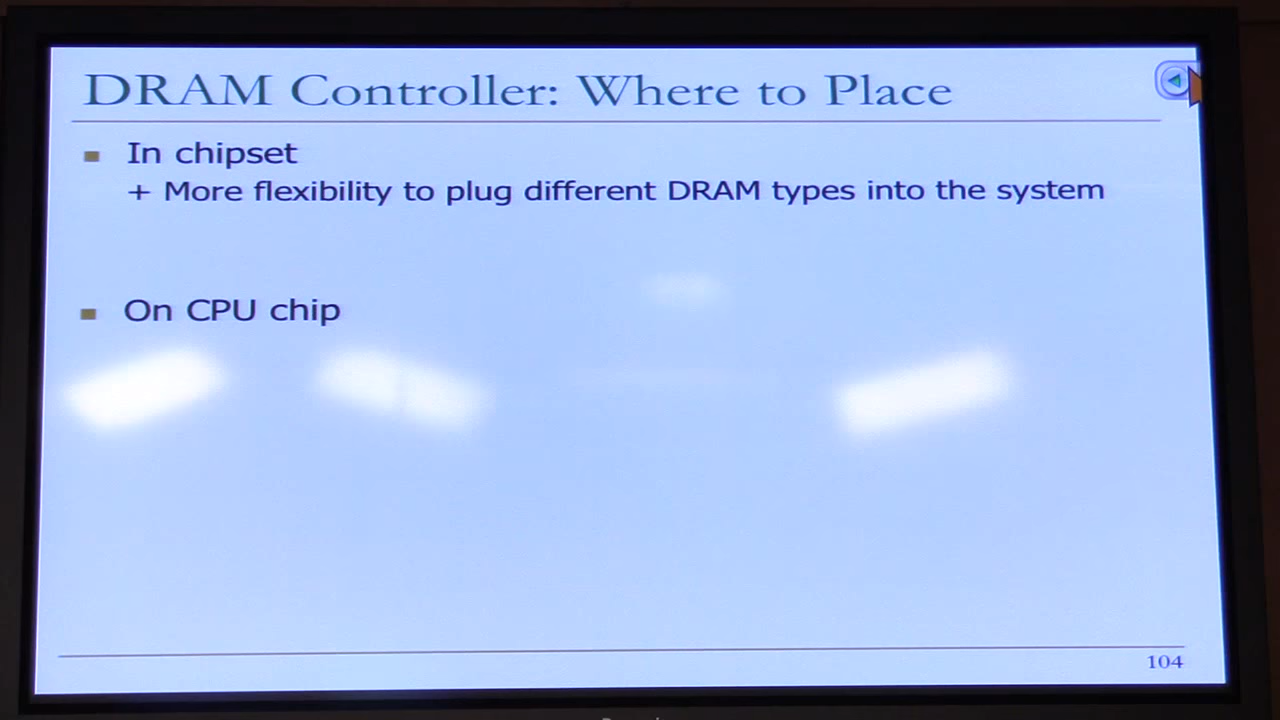 DRAM Controller: Where to Place
In chipset
+ More flexibility to plug different DRAM types into the system
On CPU chip
104